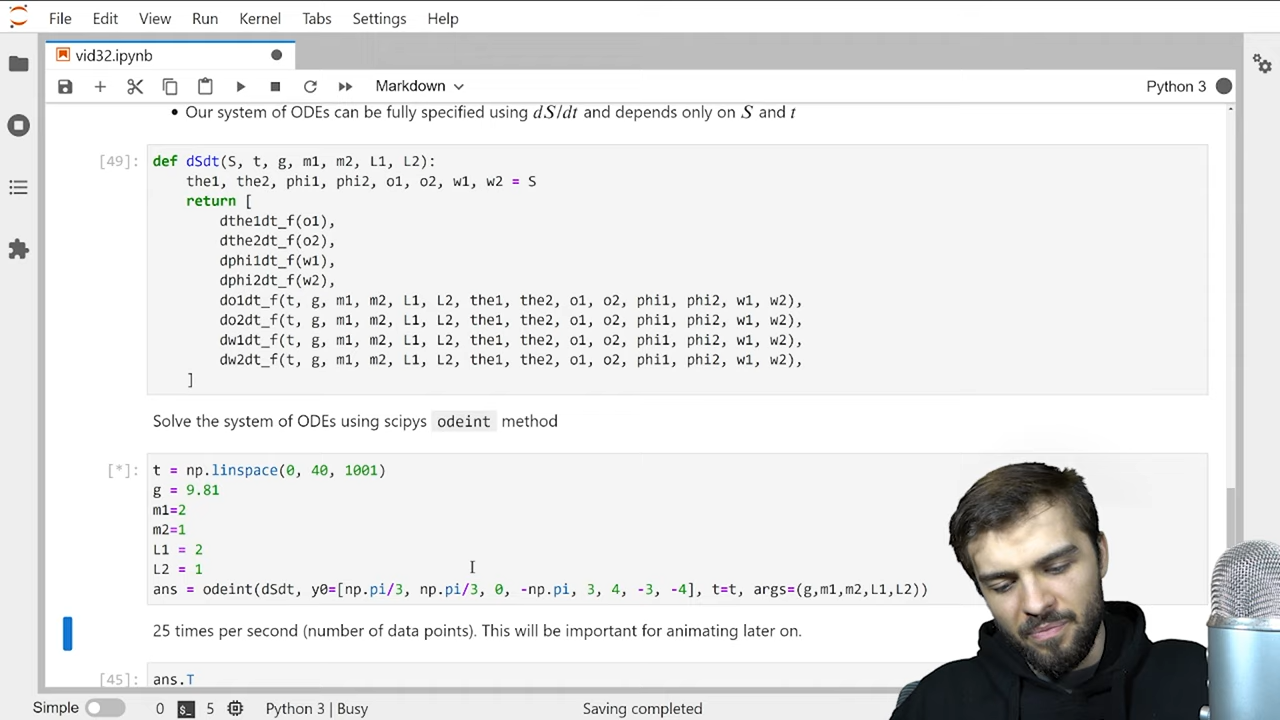 File Edit View Run Kernel Tabs Settings Help
vid32.ipynb
Markdown
Python 3
• Our system of ODEs can be fully specified using dS/dt and depends only on S and t
[49]: def dSdt(S, t, g, m1, m2, L1, L2):
the1, the2, phi1, phi2, o1, o2, w1, w2 = S
return [
dthe1dt_f(o1),
dthe2dt_f(o2),
dphi1dt_f(w1),
dphi2dt_f(w2),
do1dt_f(t, g, m1, m2, L1, L2, the1, the2, o1, o2, phi1, phi2, w1, w2),
do2dt_f(t, g, m1, m2, L1, L2, the1, the2, o1, o2, phi1, phi2, w1, w2),
dw1dt_f(t, g, m1, m2, L1, L2, the1, the2, o1, o2, phi1, phi2, w1, w2),
dw2dt_f(t, g, m1, m2, L1, L2, the1, the2, o1, o2, phi1, phi2, w1, w2),
]
Solve the system of ODEs using scipys odeint method
[*]: t = np.linspace(0, 40, 1001)
g = 9.81
m1=2
m2=1
L1 = 2
L2 = 1
ans = odeint(dSdt, y0=[np.pi/3, np.pi/3, 0, -np.pi, 3, 4, -3, -4], t=t, args=(g,m1,m2,L1,L2))
25 times per second (number of data points). This will be important for animating later on.
[45]: ans.T
Simple 0 $_ 5 Python 3 | Busy Saving completed